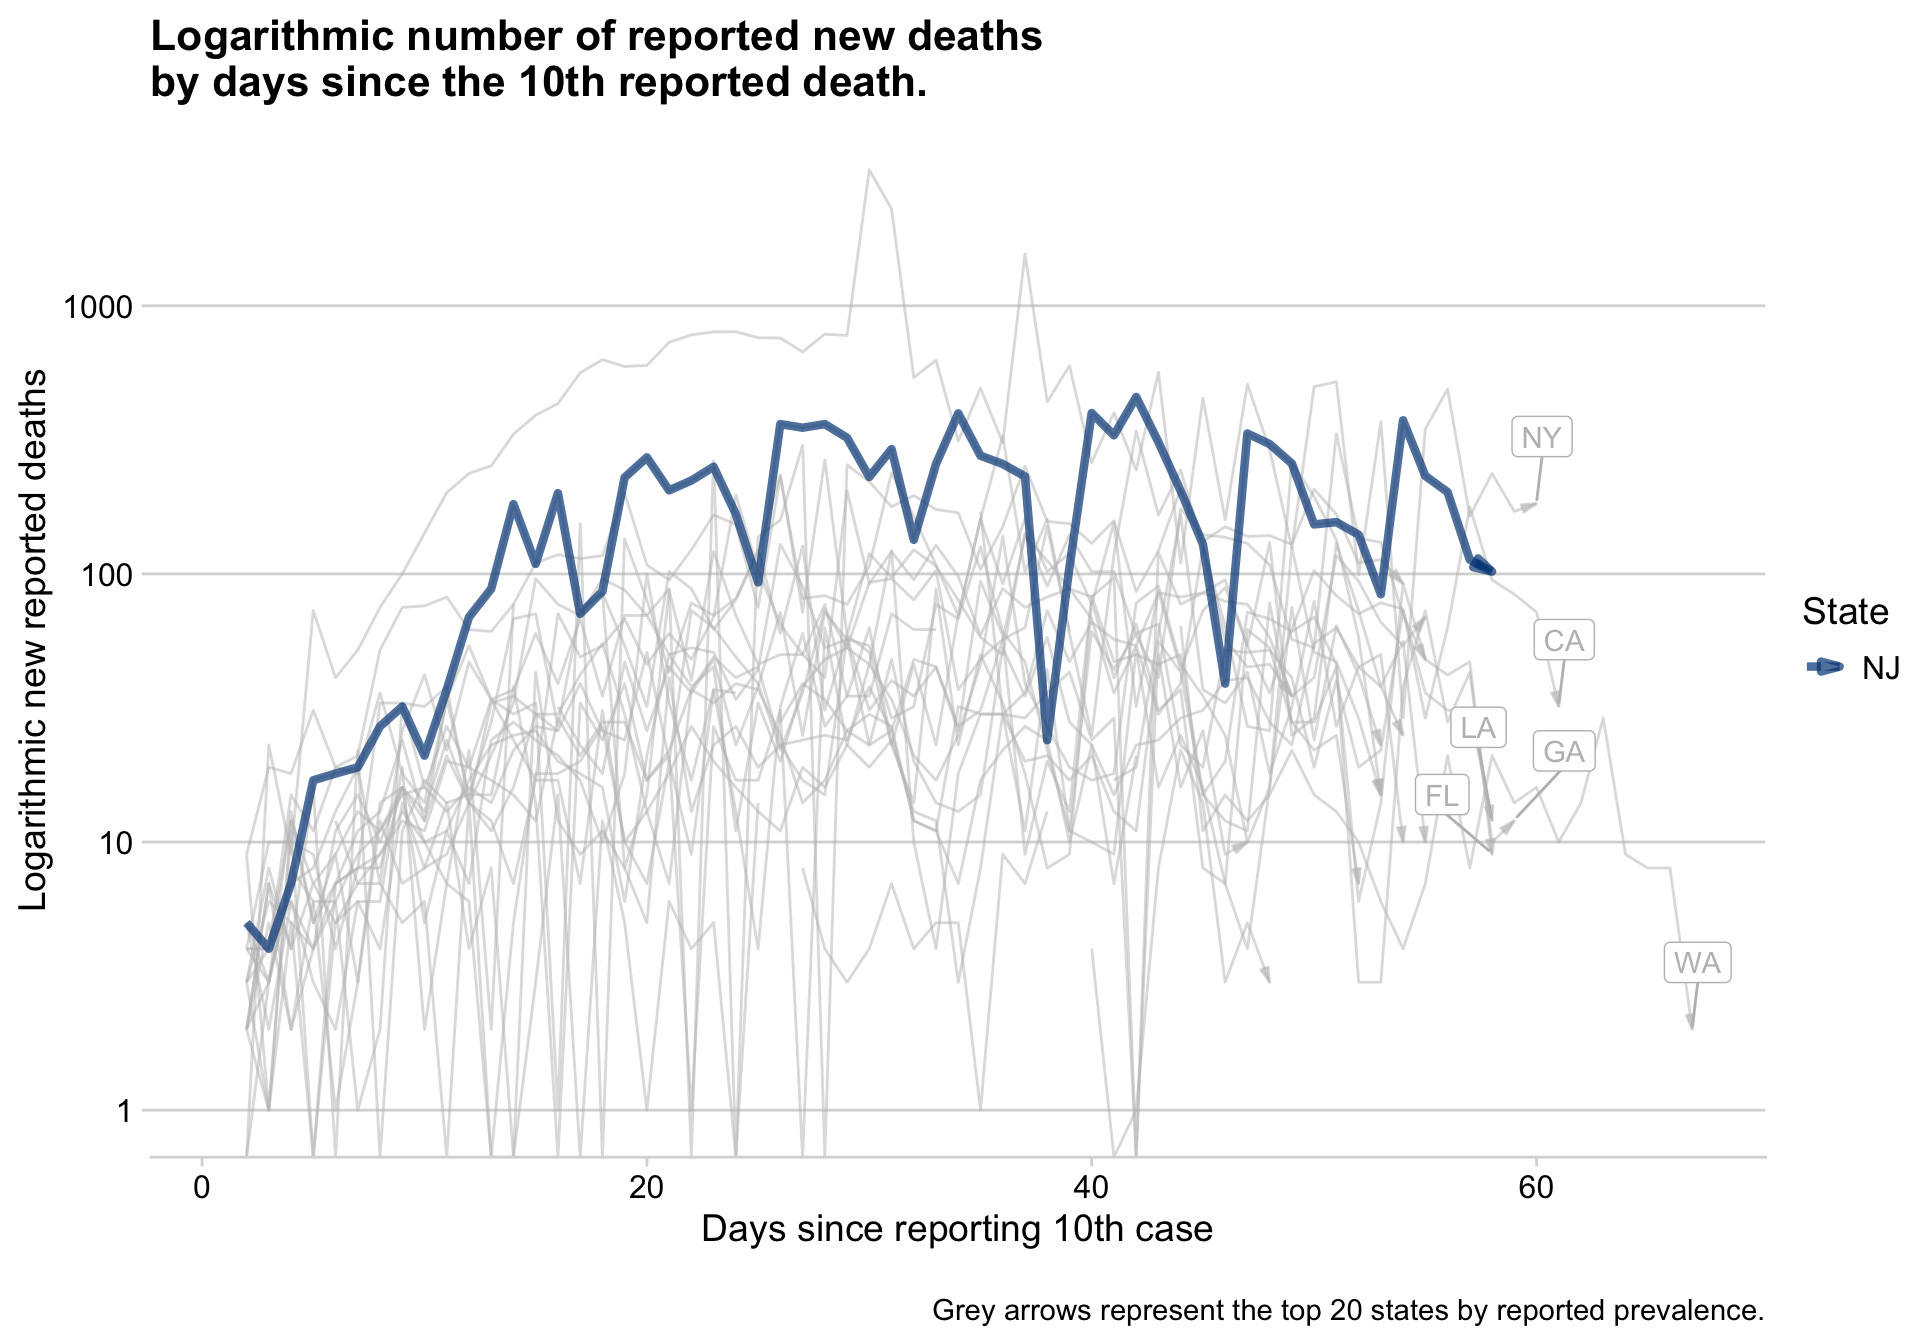 Logarithmic number of reported new deaths
by days since the 10th reported death.
Logarithmic new reported deaths
1000
100
10
1
NY
CA
LA
GA
FL
WA
State
NJ
0
20
40
60
Days since reporting 10th case
Grey arrows represent the top 20 states by reported prevalence.